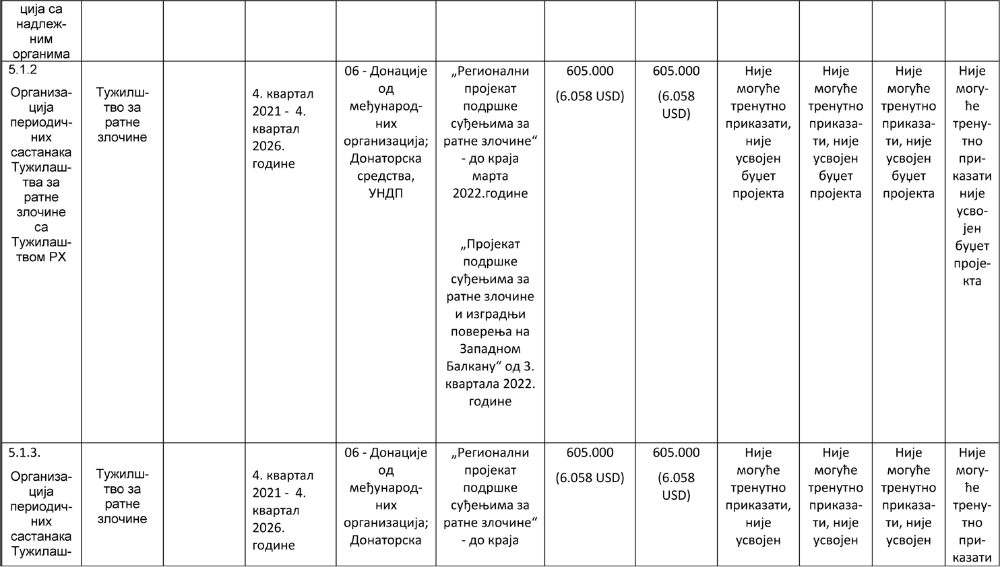 ција са
надлеж-
ним
органима
5.1.2
Организа-
ција
периодич-
них
састанака
Тужилаш-
тва за
ратне
злочине
са
Тужилаш-
твом РХ
Тужилш-
тво за
ратне
злочине
4. квартал
2021 - 4.
квартал
2026.
године
06 - Донације
од
међународ-
них
организација;
Донаторска
средства,
УНДП
„Регионални
пројекат
подршке
суђењима за
ратне злочине“
- до краја
марта
2022.године
„Пројекат
подршке
суђењима за
ратне злочине
и изградњи
поверења на
Западном
Балкану“ од 3.
квартала 2022.
године
605.000
(6.058 USD)
605.000
(6.058
USD)
Није
могуће
тренутно
приказати,
није
усвојен
буџет
пројекта
Није
могуће
тренутно
приказа-
ти, није
усвојен
буџет
пројекта
Није
могуће
тренутно
приказа-
ти, није
усвојен
буџет
пројекта
Није
могу-
ће
трену-
тно
при-
казати
није
усво-
јен
буџет
проје-
кта
5.1.3.
Организа-
ција
периодич-
них
састанака
Тужилаш-
Тужилш-
тво за
ратне
злочине
4. квартал
2021 - 4.
квартал
2026.
године
06 - Донације
од
међународ-
них
организација;
Донаторска
„Регионални
пројекат
подршке
суђењима за
ратне злочине“
- до краја
605.000
(6.058 USD)
605.000
(6.058
USD)
Није
могуће
тренутно
приказати,
није
усвојен
Није
могуће
тренутно
приказа-
ти, није
усвојен
Није
могуће
тренутно
приказа-
ти, није
усвојен
Није
могу-
ће
трену-
тно
при-
казати